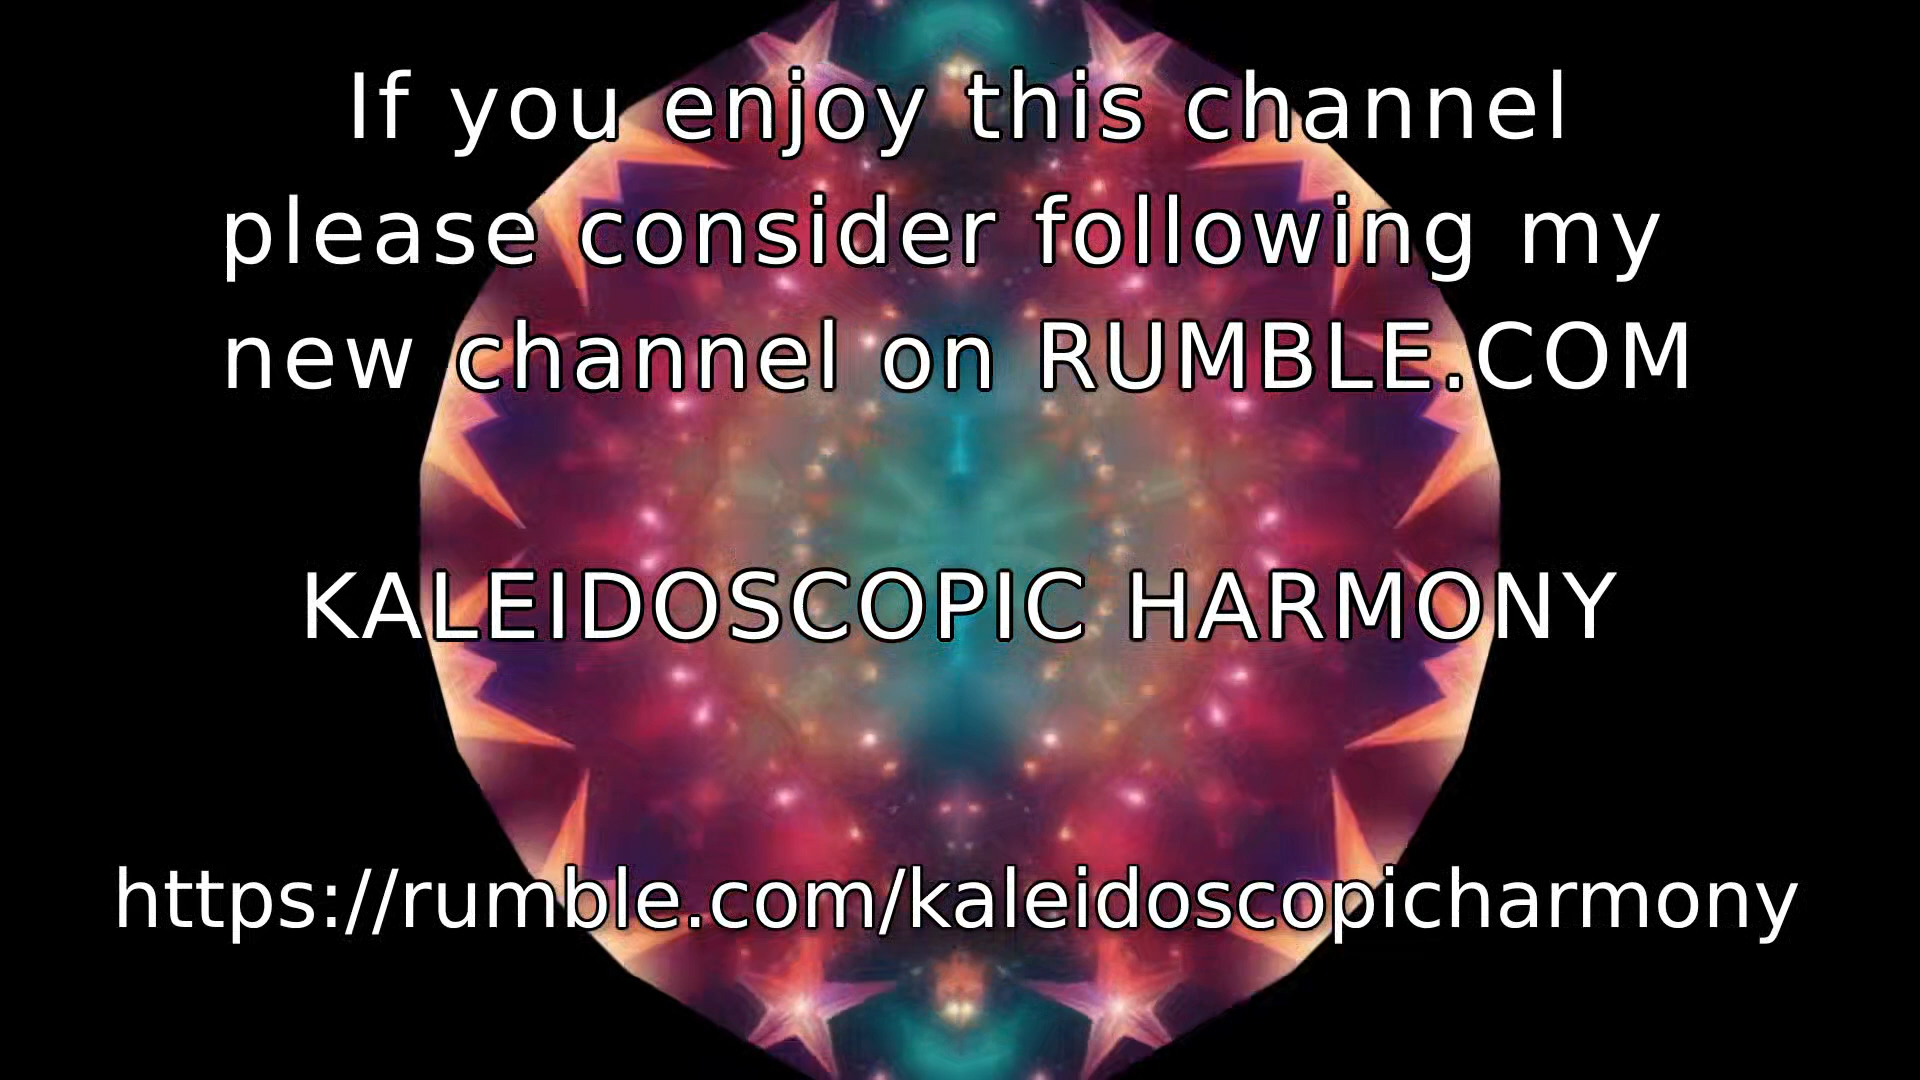 If you enjoy this channel
please consider following my
new channel on RUMBLE.COM
KALEIDOSCOPIC HARMONY
https://rumble.com/kaleidoscopicharmony